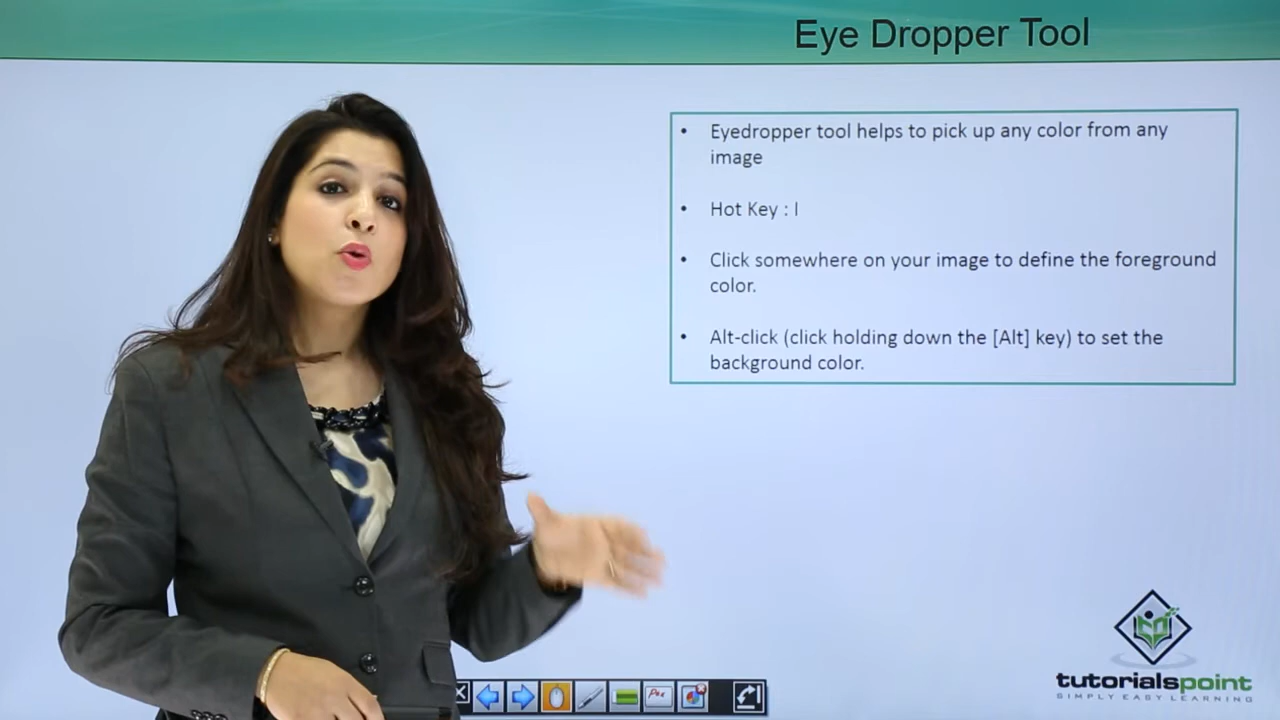 Eye Dropper Tool
• Eyedropper tool helps to pick up any color from any
image
• Hot Key : I
• Click somewhere on your image to define the foreground
color.
• Alt-click (click holding down the [Alt] key) to set the
background color.
Pen
tutorialspoint
SIMPLY EASY LEARNING